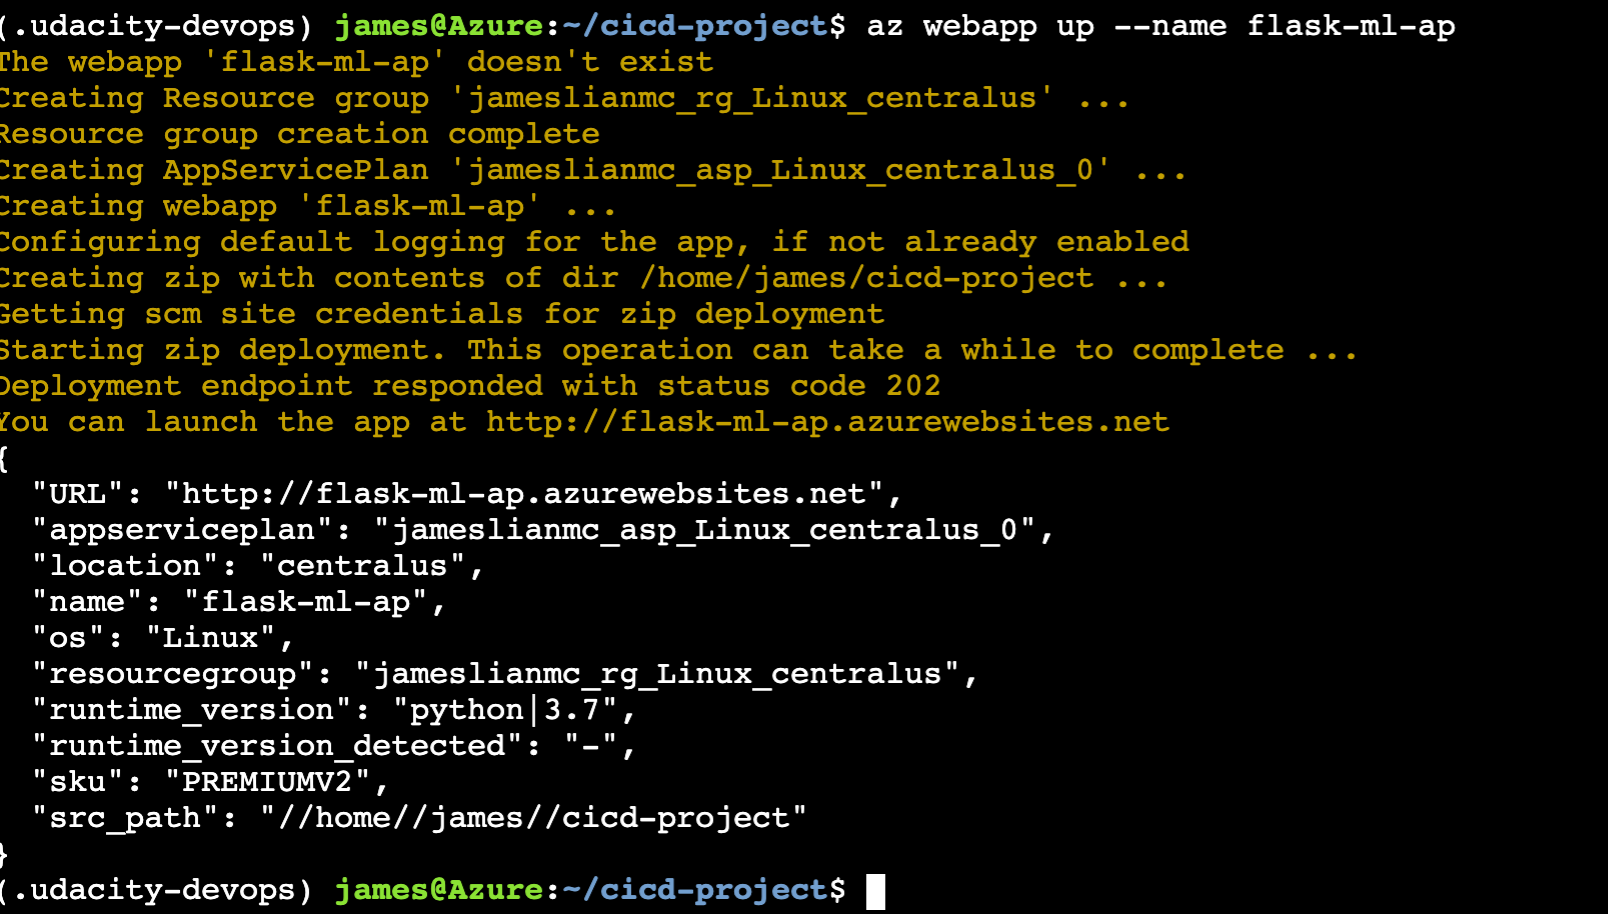 (.udacity-devops) james@Azure:~/cicd-project$ az webapp up --name flask-ml-ap
The webapp 'flask-ml-ap' doesn't exist
Creating Resource group 'jameslianmc_rg_Linux_centralus' ...
Resource group creation complete
Creating AppServicePlan 'jameslianmc_asp_Linux_centralus_0' ...
Creating webapp 'flask-ml-ap' ...
Configuring default logging for the app, if not already enabled
Creating zip with contents of dir /home/james/cicd-project ...
Getting scm site credentials for zip deployment
Starting zip deployment. This operation can take a while to complete ...
Deployment endpoint responded with status code 202
You can launch the app at http://flask-ml-ap.azurewebsites.net
{
  "URL": "http://flask-ml-ap.azurewebsites.net",
  "appserviceplan": "jameslianmc_asp_Linux_centralus_0",
  "location": "centralus",
  "name": "flask-ml-ap",
  "os": "Linux",
  "resourcegroup": "jameslianmc_rg_Linux_centralus",
  "runtime_version": "python|3.7",
  "runtime_version_detected": "-",
  "sku": "PREMIUMV2",
  "src_path": "//home//james//cicd-project"
}
(.udacity-devops) james@Azure:~/cicd-project$